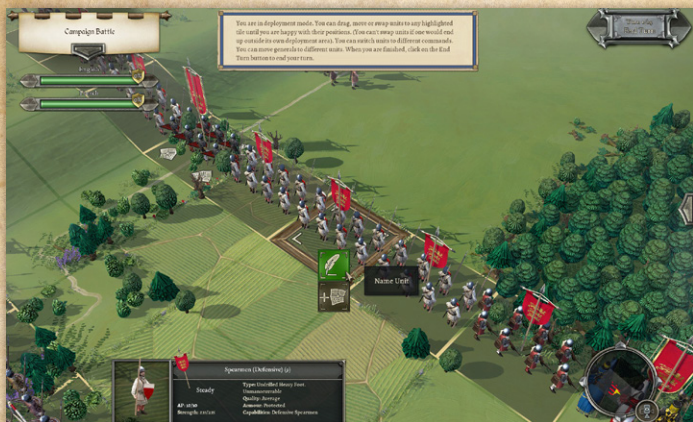 Campaign Battle
You are in deployment mode. You can drag, move or swap units to any highlighted
tile until you are happy with their positions. (You can't swap units if one would end
up outside its own deployment area). You can switch units to different commands.
You can move generals to different units. When you are finished, click on the End
Turn button to end your turn.
Name Unit
Spearmen (Defensive) (2)
Steady
Type: Undrilled Heavy Foot.
Unmanoeuvrable
Quality: Average
Armour: Protected
Strength:
Capabilities: Defensive Spearmen